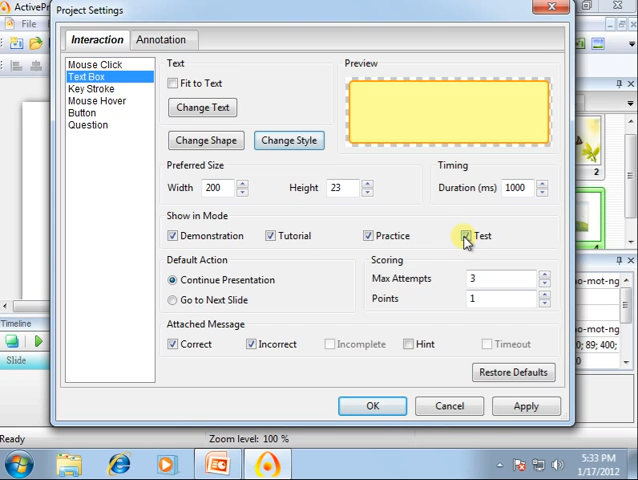 ActivePr
Project Settings
File
Interaction
Annotation
Mouse Click
Text Box
Key Stroke
Mouse Hover
Button
Question
Text
Fit to Text
Change Text
Change Shape
Change Style
Preview
Preferred Size
Width 200
Height 23
Timing
Duration (ms) 1000
Show in Mode
Demonstration
Tutorial
Practice
Test
Default Action
Continue Presentation
Go to Next Slide
Scoring
Max Attempts 3
Points 1
Attached Message
Correct
Incorrect
Incomplete
Hint
Timeout
Restore Defaults
OK
Cancel
Apply
2
no-mot-ng
0; 89; 400;
no-mot-ng
Timeline
Slide
Ready
Zoom level: 100 %
5:33 PM
1/17/2012